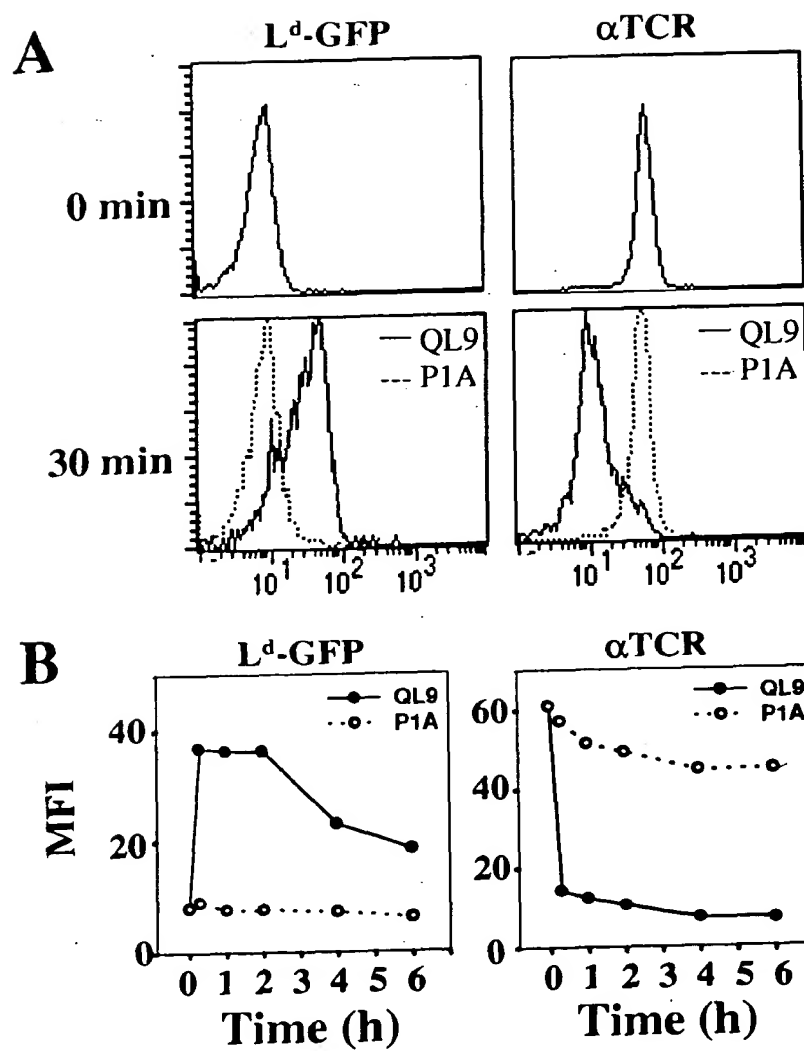 A
Lᵈ-GFP
αTCR
0 min
30 min
QL9
P1A
QL9
P1A
10¹ 10² 10³
10¹ 10² 10³
B
Lᵈ-GFP
αTCR
MFI
QL9
P1A
QL9
P1A
40
20
0
60
40
20
0
0 1 2 3 4 5 6
0 1 2 3 4 5 6
Time (h)
Time (h)